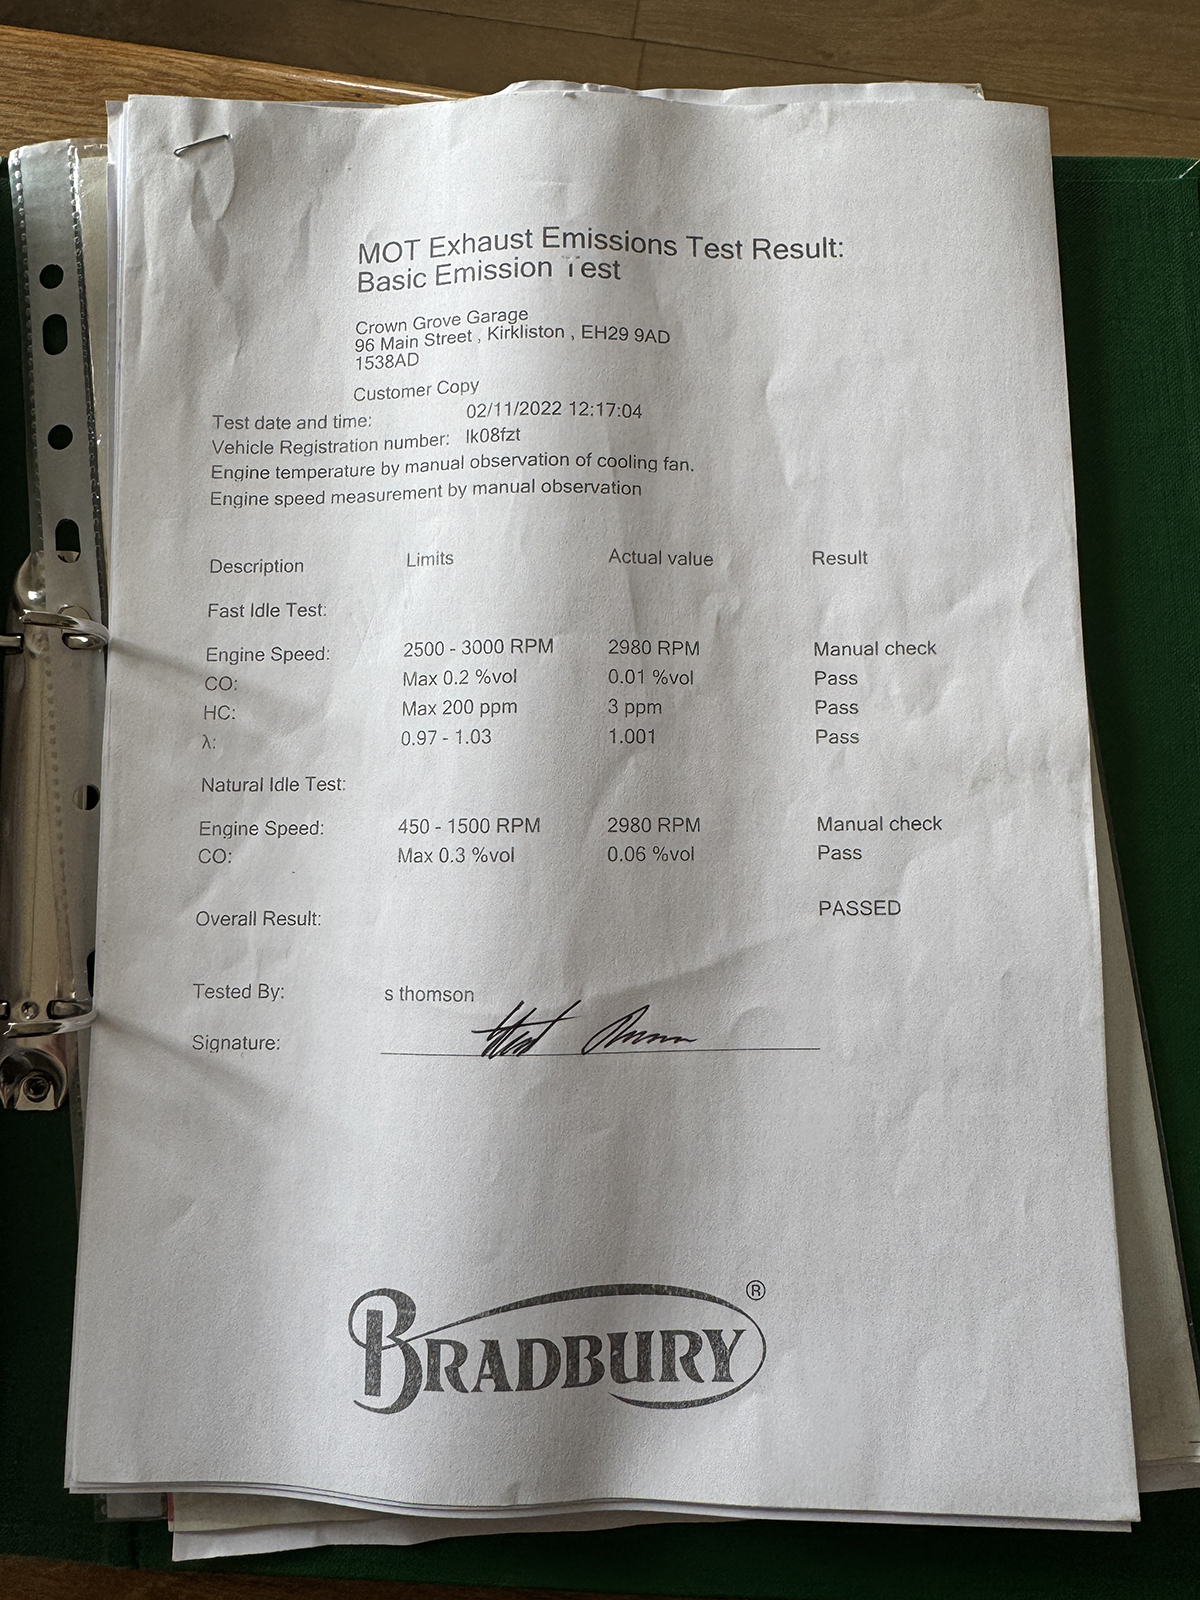 MOT Exhaust Emissions Test Result:
Basic Emission Test
Crown Grove Garage
96 Main Street , Kirkliston , EH29 9AD
1538AD
Customer Copy
Test date and time: 02/11/2022 12:17:04
Vehicle Registration number: lk08fzt
Engine temperature by manual observation of cooling fan.
Engine speed measurement by manual observation
Description Limits Actual value Result
Fast Idle Test:
Engine Speed: 2500 - 3000 RPM 2980 RPM Manual check
CO: Max 0.2 %vol 0.01 %vol Pass
HC: Max 200 ppm 3 ppm Pass
λ: 0.97 - 1.03 1.001 Pass
Natural Idle Test:
Engine Speed: 450 - 1500 RPM 2980 RPM Manual check
CO: Max 0.3 %vol 0.06 %vol Pass
Overall Result: PASSED
Tested By: s thomson
Signature:
BRADBURY ®